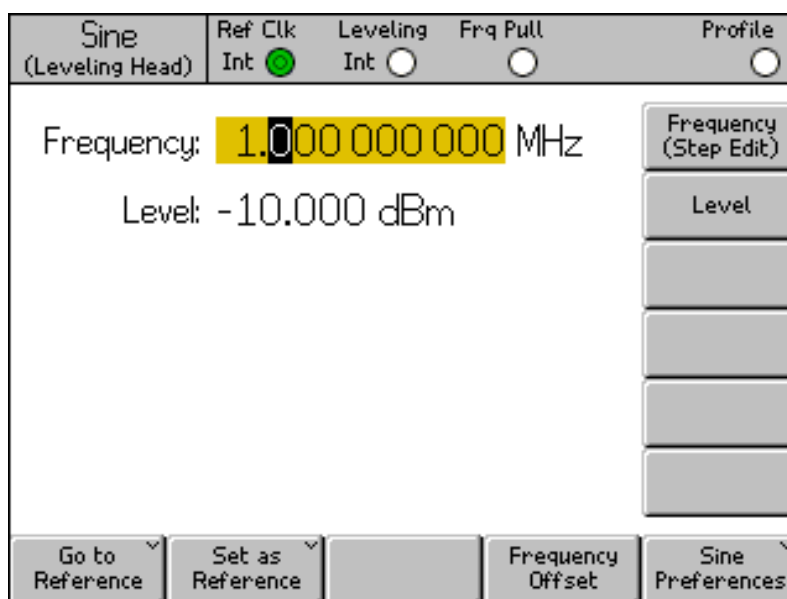 Sine
(Leveling Head)
Ref Clk
Int
Leveling
Int
Frq Pull
Profile
Frequency: 1.000 000 000 MHz
Level: -10.000 dBm
Frequency
(Step Edit)
Level
Go to
Reference
Set as
Reference
Frequency
Offset
Sine
Preferences